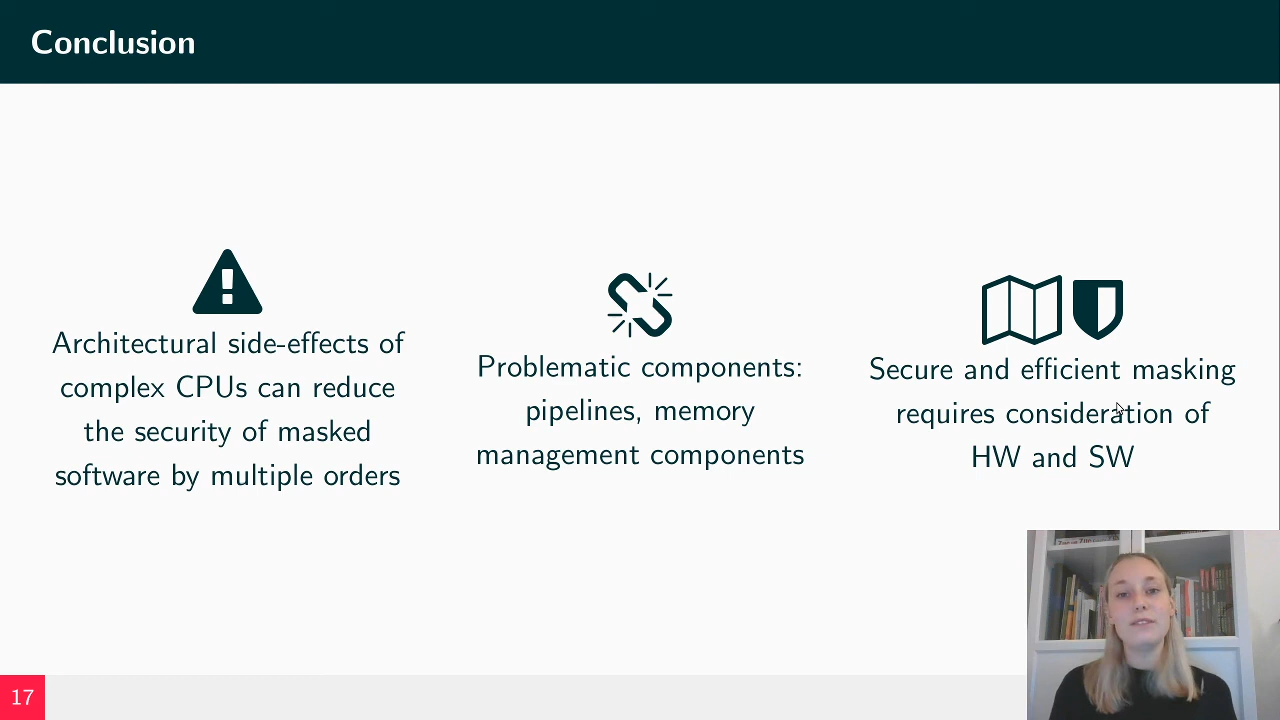 Conclusion
Architectural side-effects of
complex CPUs can reduce
the security of masked
software by multiple orders
Problematic components:
pipelines, memory
management components
Secure and efficient masking
requires consideration of
HW and SW
17